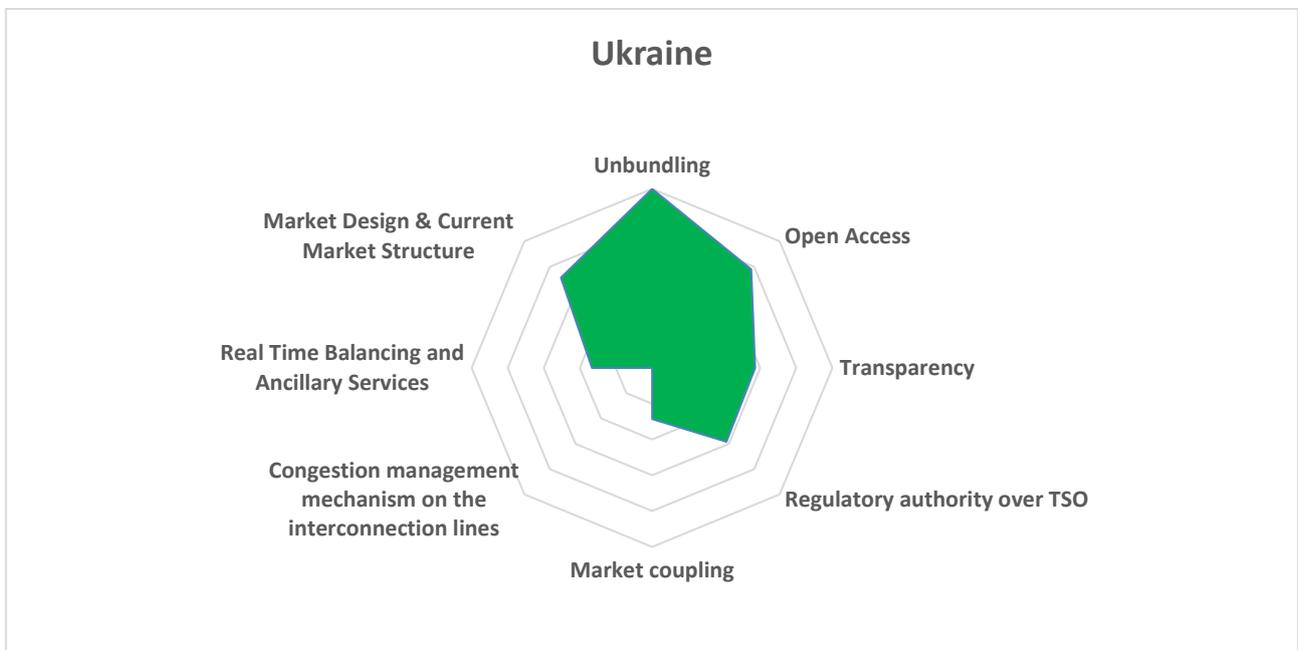 Ukraine
Unbundling
Market Design & Current
Market Structure
Open Access
Real Time Balancing and
Ancillary Services
Transparency
Congestion management
mechanism on the
interconnection lines
Regulatory authority over TSO
Market coupling